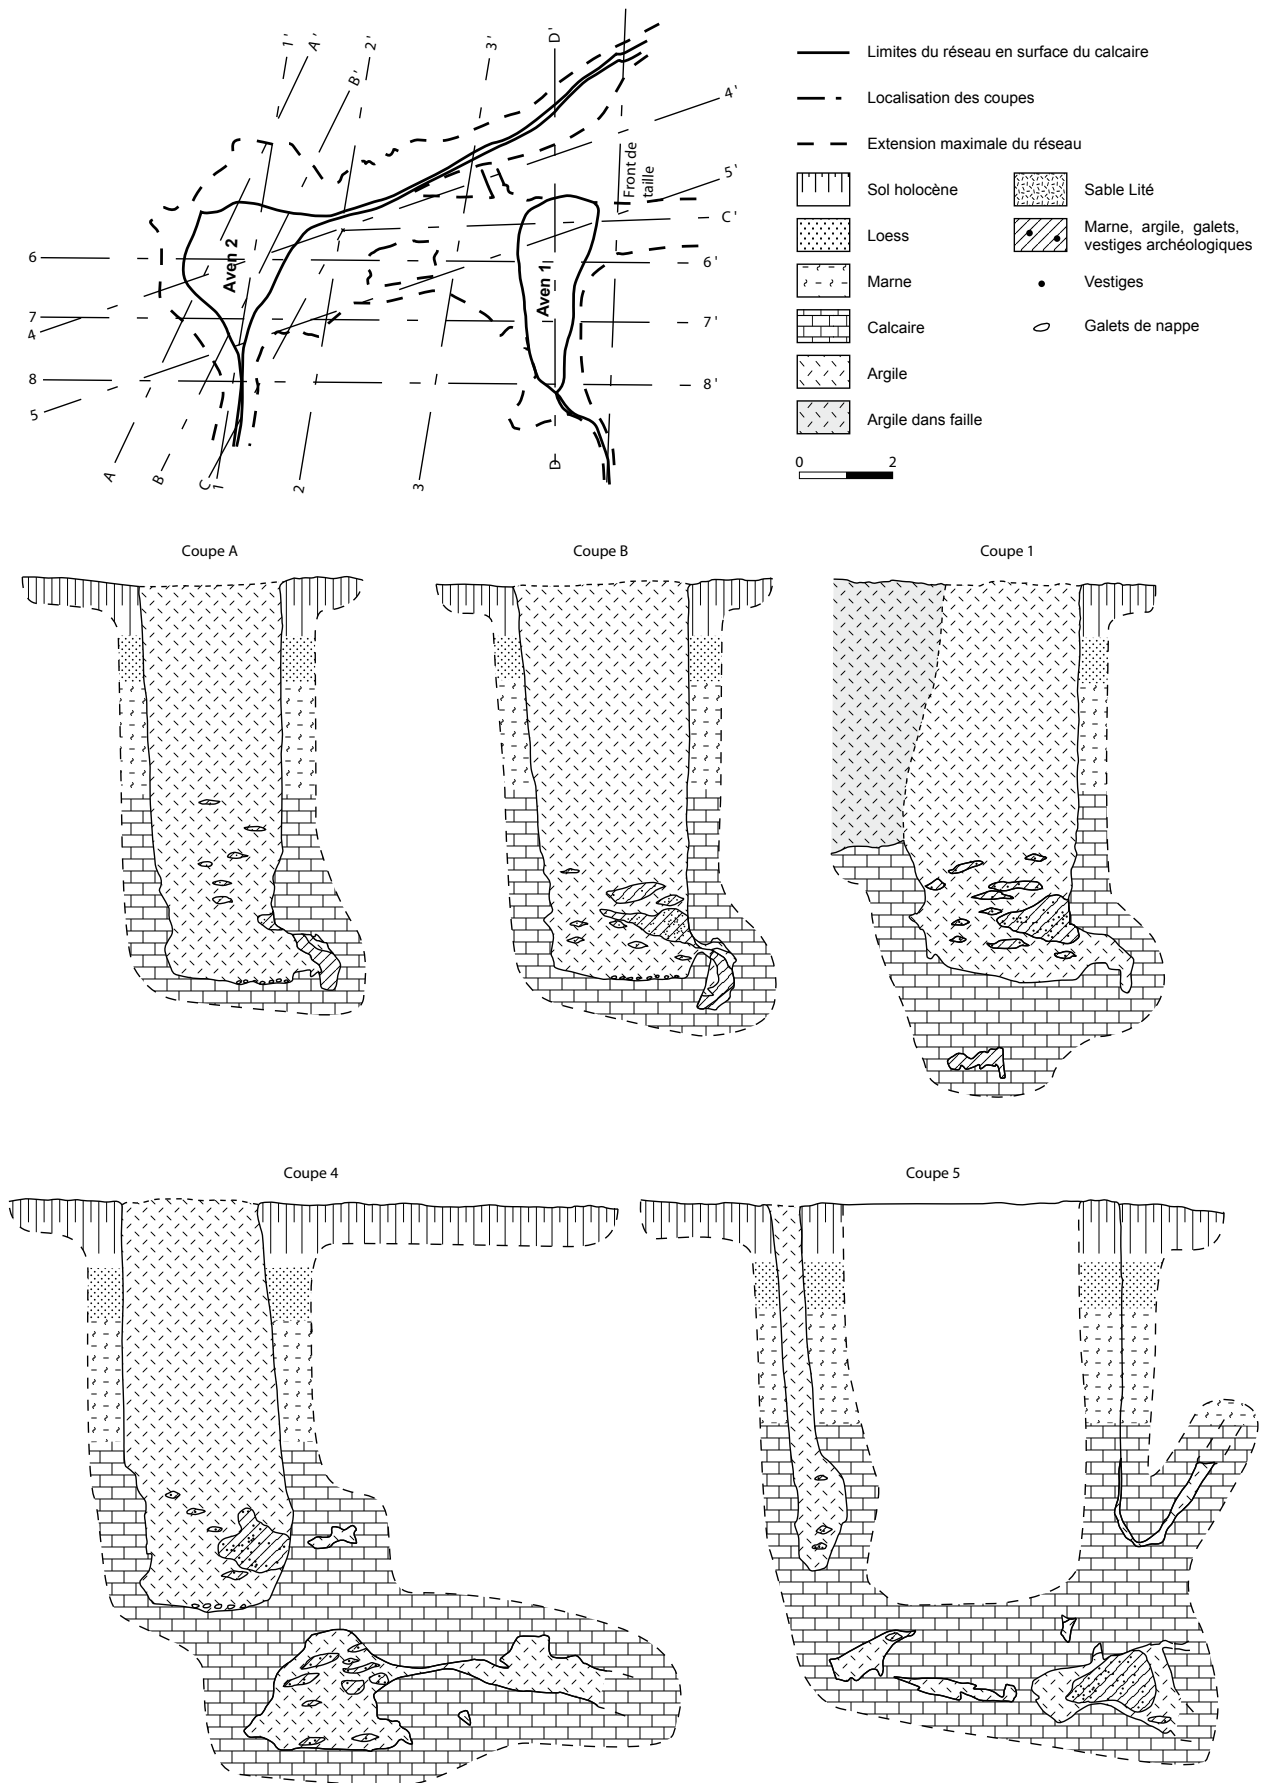 1'
A'
2'
B'
3'
D'
4'
5'
C'
6
6'
7
7'
4
8
8'
5
A
B
C
1
2
3
D
Aven 2
Aven 1
Front de
taille
Limites du réseau en surface du calcaire
Localisation des coupes
Extension maximale du réseau
Sol holocène
Loess
Marne
Calcaire
Argile
Argile dans faille
Sable Lité
Marne, argile, galets,
vestiges archéologiques
Vestiges
Galets de nappe
0 2
Coupe A
Coupe B
Coupe 1
Coupe 4
Coupe 5